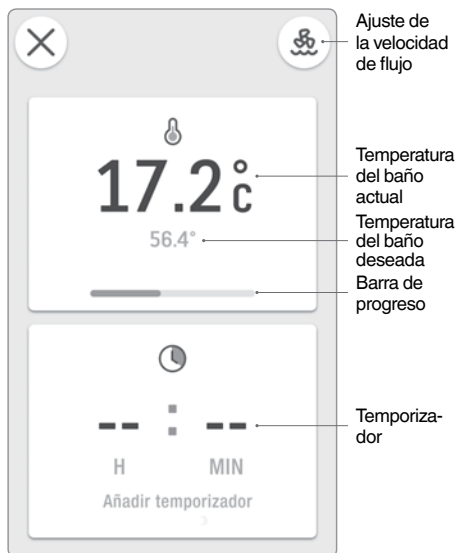 Ajuste de
la velocidad
de flujo
17.2°C
Temperatura
del baño
actual
56.4°
Temperatura
del baño
deseada
Barra de
progreso
-- : --
Temporiza-
dor
H MIN
Añadir temporizador